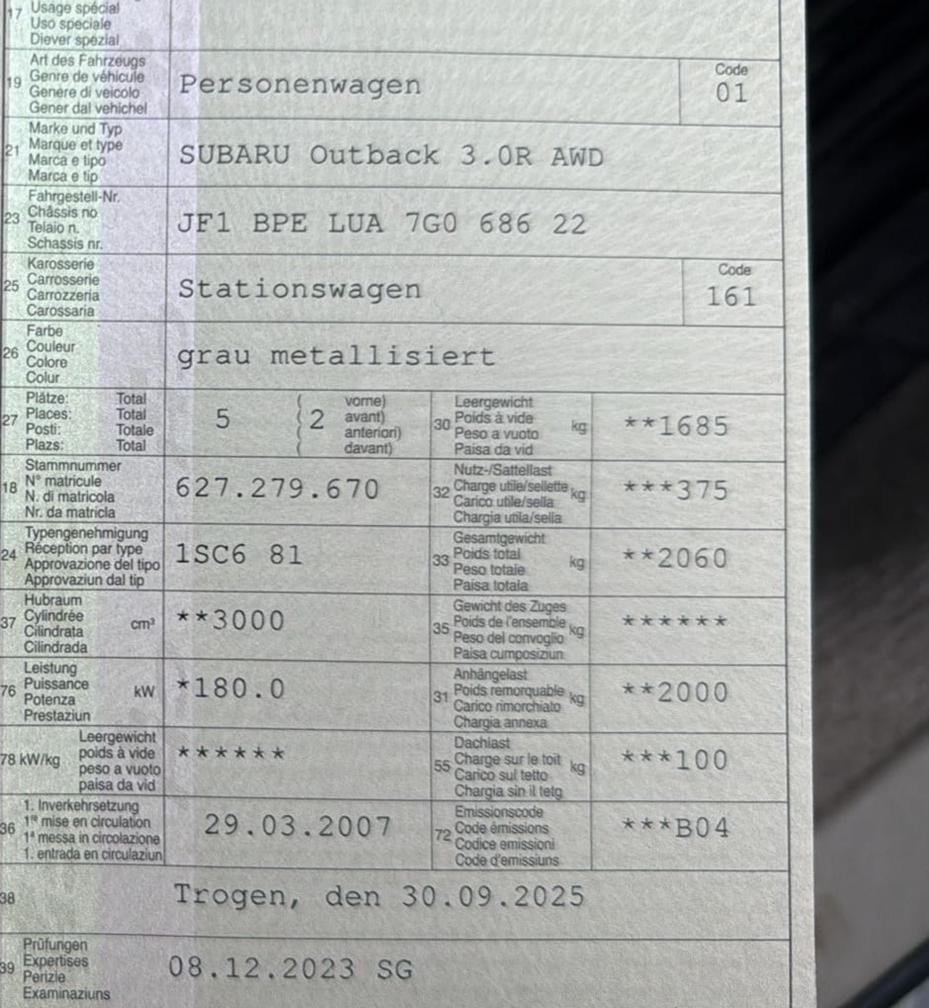 17 Usage spécial
Uso speciale
Diever spezial
19 Art des Fahrzeugs
Genre de véhicule
Genere di veicolo
Gener dal vehichel
Personenwagen
Code
01
21 Marke und Typ
Marque et type
Marca e tipo
Marca e tip
SUBARU Outback 3.0R AWD
23 Fahrgestell-Nr.
Châssis no
Telaio n.
Schassis nr.
JF1 BPE LUA 7G0 686 22
25 Karosserie
Carrosserie
Carrozzeria
Carossaria
Stationswagen
Code
161
26 Farbe
Couleur
Colore
Colur
grau metallisiert
27 Plätze: Total
Places: Total
Posti: Totale
Plazs: Total
5 ( 2 vorne)
avant)
anteriori)
davant)
30 Leergewicht
Poids à vide
Peso a vuoto
Paisa da vid
kg
**1685
18 Stammnummer
N° matricule
N. di matricola
Nr. da matricla
627.279.670
32 Nutz-/Sattellast
Charge utile/sellette
Carico utile/sella
Chargia utila/sella
kg
***375
24 Typengenehmigung
Réception par type
Approvazione del tipo
Approvaziun dal tip
1SC6 81
33 Gesamtgewicht
Poids total
Peso totale
Paisa totala
kg
**2060
37 Hubraum
Cylindrée
Cilindrata
Cilindrada
cm³
**3000
35 Gewicht des Zuges
Poids de l'ensemble
Peso del convoglio
Paisa cumposiziun
kg
******
76 Leistung
Puissance
Potenza
Prestaziun
kW
*180.0
31 Anhängelast
Poids remorquable
Carico rimorchiato
Chargia annexa
kg
**2000
78 kW/kg Leergewicht
poids à vide
peso a vuoto
paisa da vid
******
55 Dachlast
Charge sur le toit
Carico sul tetto
Chargia sin il tetg
kg
***100
36 1. Inverkehrsetzung
1re mise en circulation
1a messa in circolazione
1. entrada en circulaziun
29.03.2007
72 Emissionscode
Code émissions
Codice emissioni
Code d'emissiuns
***B04
38 Trogen, den 30.09.2025
39 Prüfungen
Expertises
Perizie
Examinaziuns
08.12.2023 SG